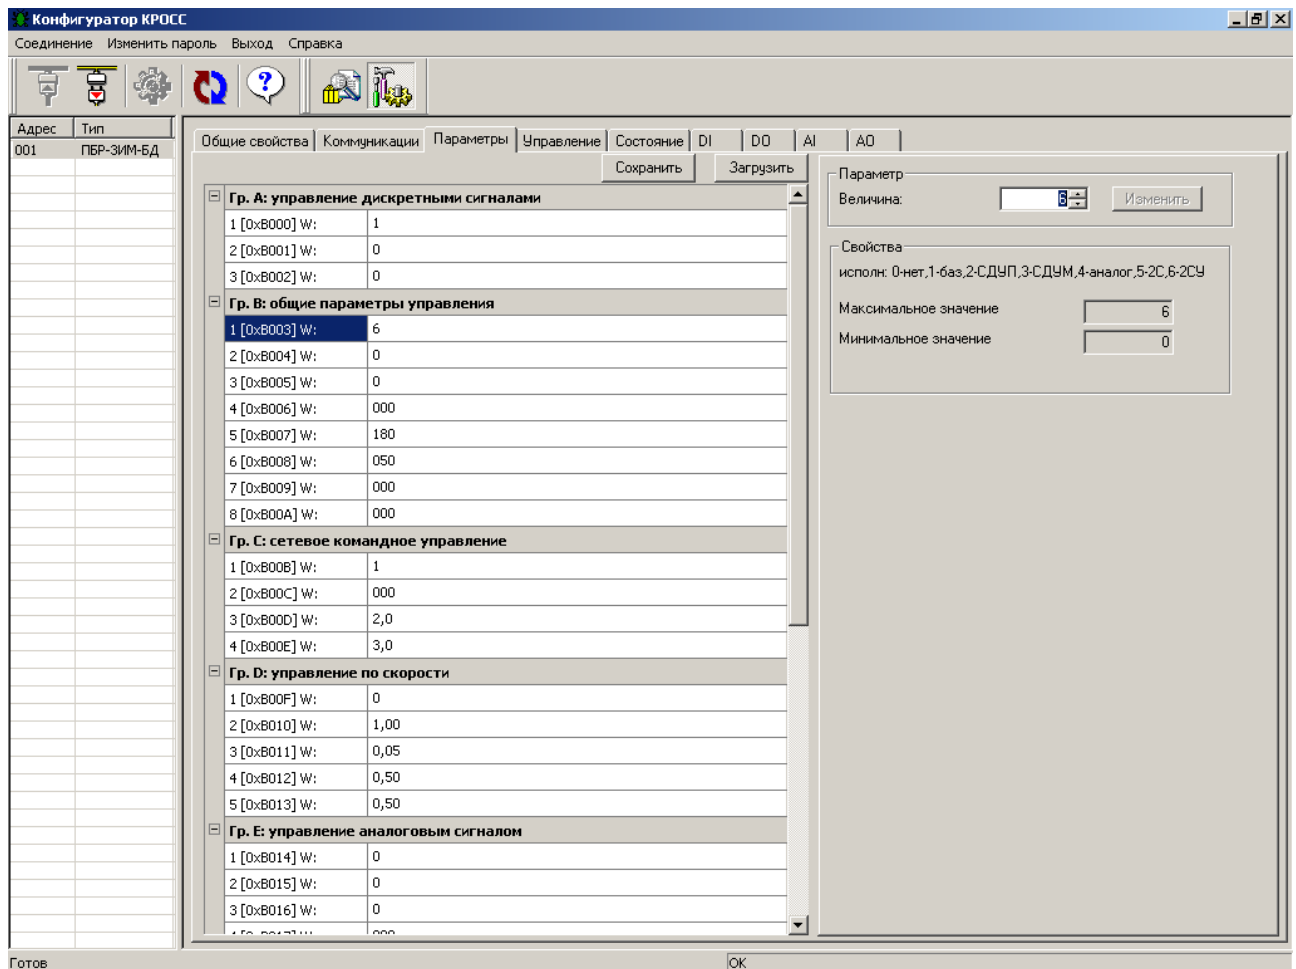 Конфигуратор КРОСС
Соединение Изменить пароль Выход Справка
Адрес Тип
001 ПБР-ЗИМ-БД
Общие свойства Коммуникации Параметры Управление Состояние DI DO AI AO
Сохранить Загрузить
Гр. A: управление дискретными сигналами
1 [0xB000] W: 1
2 [0xB001] W: 0
3 [0xB002] W: 0
Гр. B: общие параметры управления
1 [0xB003] W: 6
2 [0xB004] W: 0
3 [0xB005] W: 0
4 [0xB006] W: 000
5 [0xB007] W: 180
6 [0xB008] W: 050
7 [0xB009] W: 000
8 [0xB00A] W: 000
Гр. C: сетевое командное управление
1 [0xB00B] W: 1
2 [0xB00C] W: 000
3 [0xB00D] W: 2,0
4 [0xB00E] W: 3,0
Гр. D: управление по скорости
1 [0xB00F] W: 0
2 [0xB010] W: 1,00
3 [0xB011] W: 0,05
4 [0xB012] W: 0,50
5 [0xB013] W: 0,50
Гр. E: управление аналоговым сигналом
1 [0xB014] W: 0
2 [0xB015] W: 0
3 [0xB016] W: 0
Параметр
Величина: 6 Изменить
Свойства
исполн: 0-нет,1-баз,2-СДУП,3-СДУМ,4-аналог,5-2С,6-2СУ
Максимальное значение 6
Минимальное значение 0
Готов OK